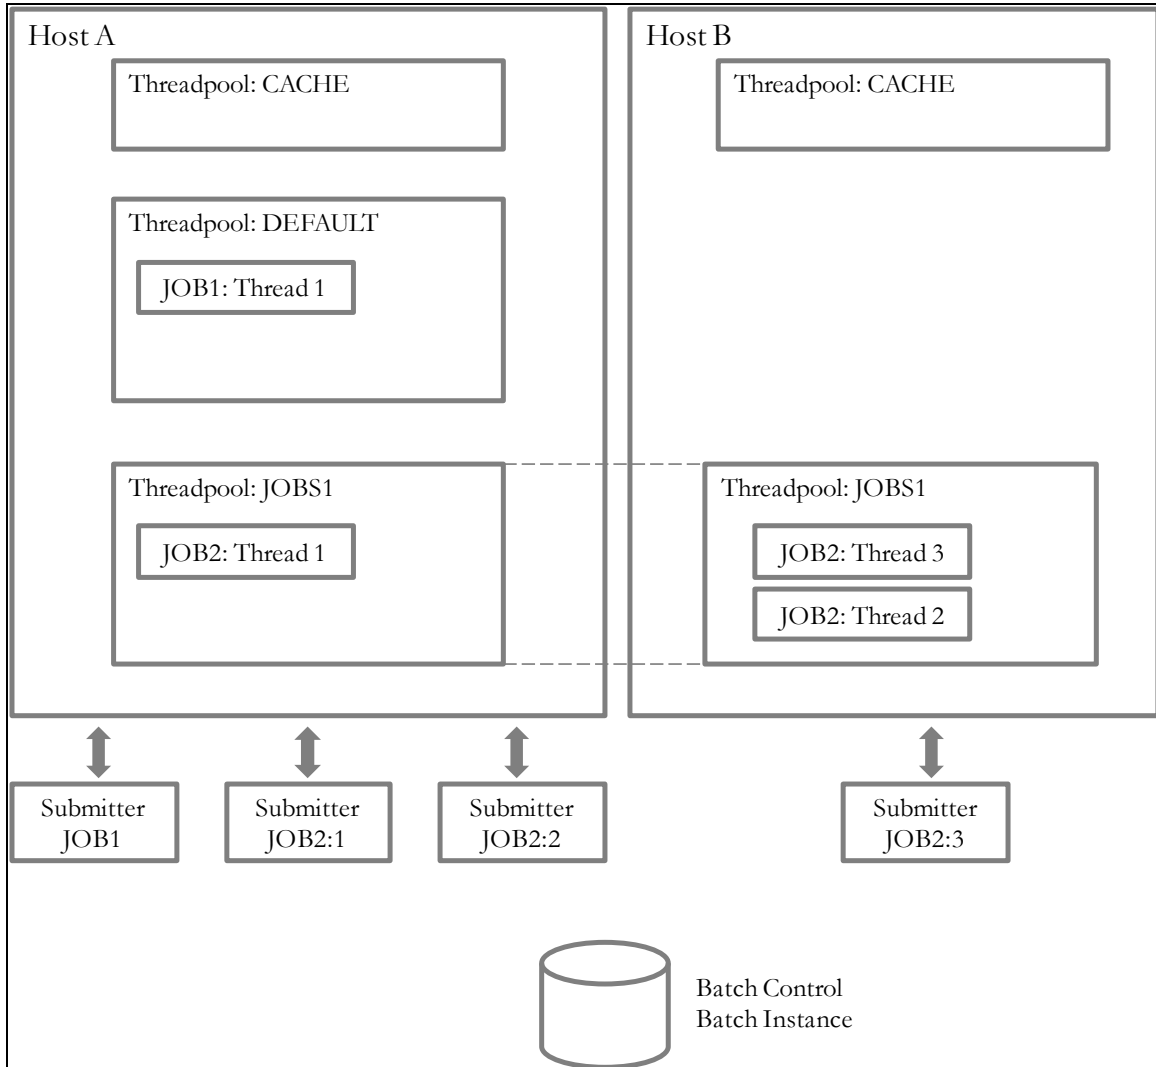 Host A
Threadpool: CACHE
Threadpool: DEFAULT
JOB1: Thread 1
Threadpool: JOBS1
JOB2: Thread 1
Host B
Threadpool: CACHE
Threadpool: JOBS1
JOB2: Thread 3
JOB2: Thread 2
Submitter
JOB1
Submitter
JOB2:1
Submitter
JOB2:2
Submitter
JOB2:3
Batch Control
Batch Instance